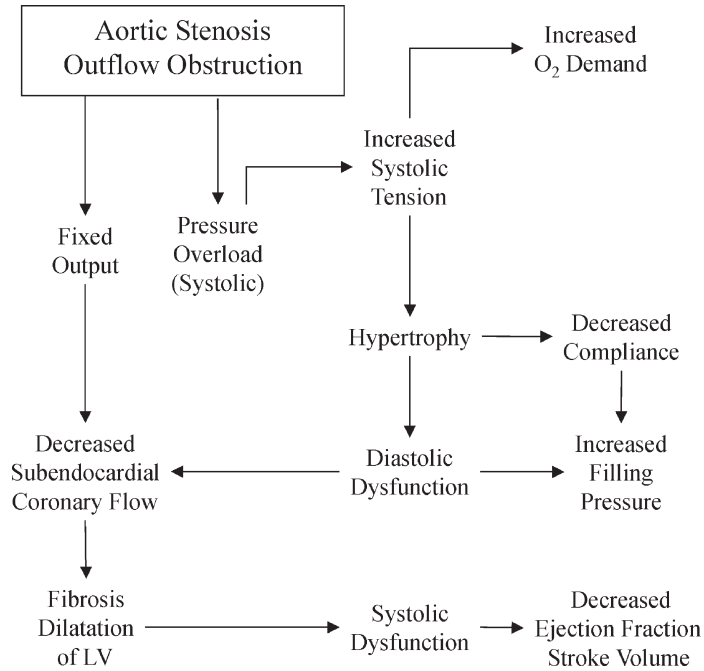 Aortic Stenosis
Outflow Obstruction
Increased
O₂ Demand
Increased
Systolic
Tension
Fixed
Output
Pressure
Overload
(Systolic)
Hypertrophy
Decreased
Compliance
Decreased
Subendocardial
Coronary Flow
Diastolic
Dysfunction
Increased
Filling
Pressure
Fibrosis
Dilatation
of LV
Systolic
Dysfunction
Decreased
Ejection Fraction
Stroke Volume